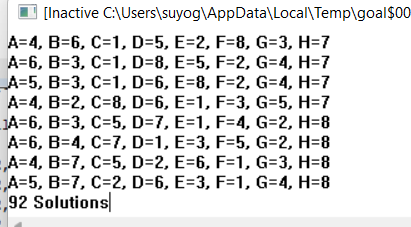 [Inactive C:\Users\suyog\AppData\Local\Temp\goal$00
A=4, B=6, C=1, D=5, E=2, F=8, G=3, H=7
A=6, B=3, C=1, D=8, E=5, F=2, G=4, H=7
A=5, B=3, C=1, D=6, E=8, F=2, G=4, H=7
A=4, B=2, C=8, D=6, E=1, F=3, G=5, H=7
A=6, B=3, C=5, D=7, E=1, F=4, G=2, H=8
A=6, B=4, C=7, D=1, E=3, F=5, G=2, H=8
A=4, B=7, C=5, D=2, E=6, F=1, G=3, H=8
A=5, B=7, C=2, D=6, E=3, F=1, G=4, H=8
92 Solutions